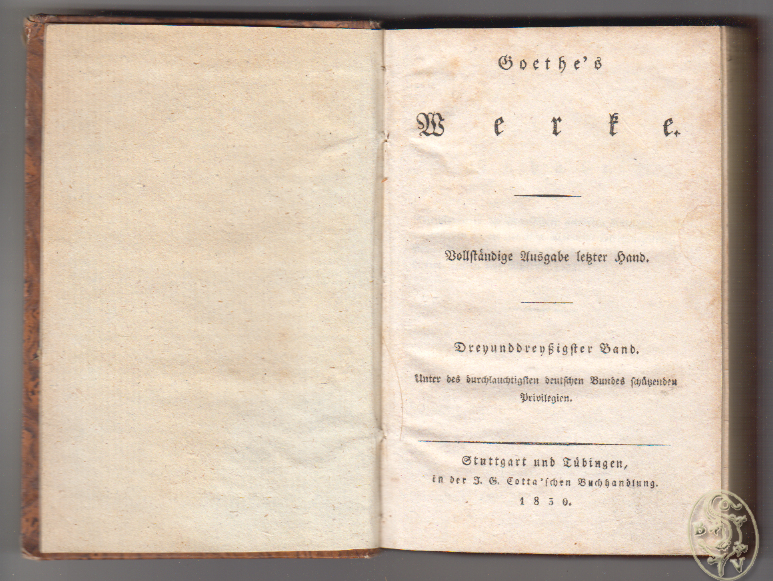 Goethe's
Werke.
Vollständige Ausgabe letzter Hand.
Dreyunddreyßigster Band.
Unter des durchlauchtigsten deutschen Bundes schützenden
Privilegien.
Stuttgart und Tübingen,
in der J. G. Cotta'schen Buchhandlung.
1830.